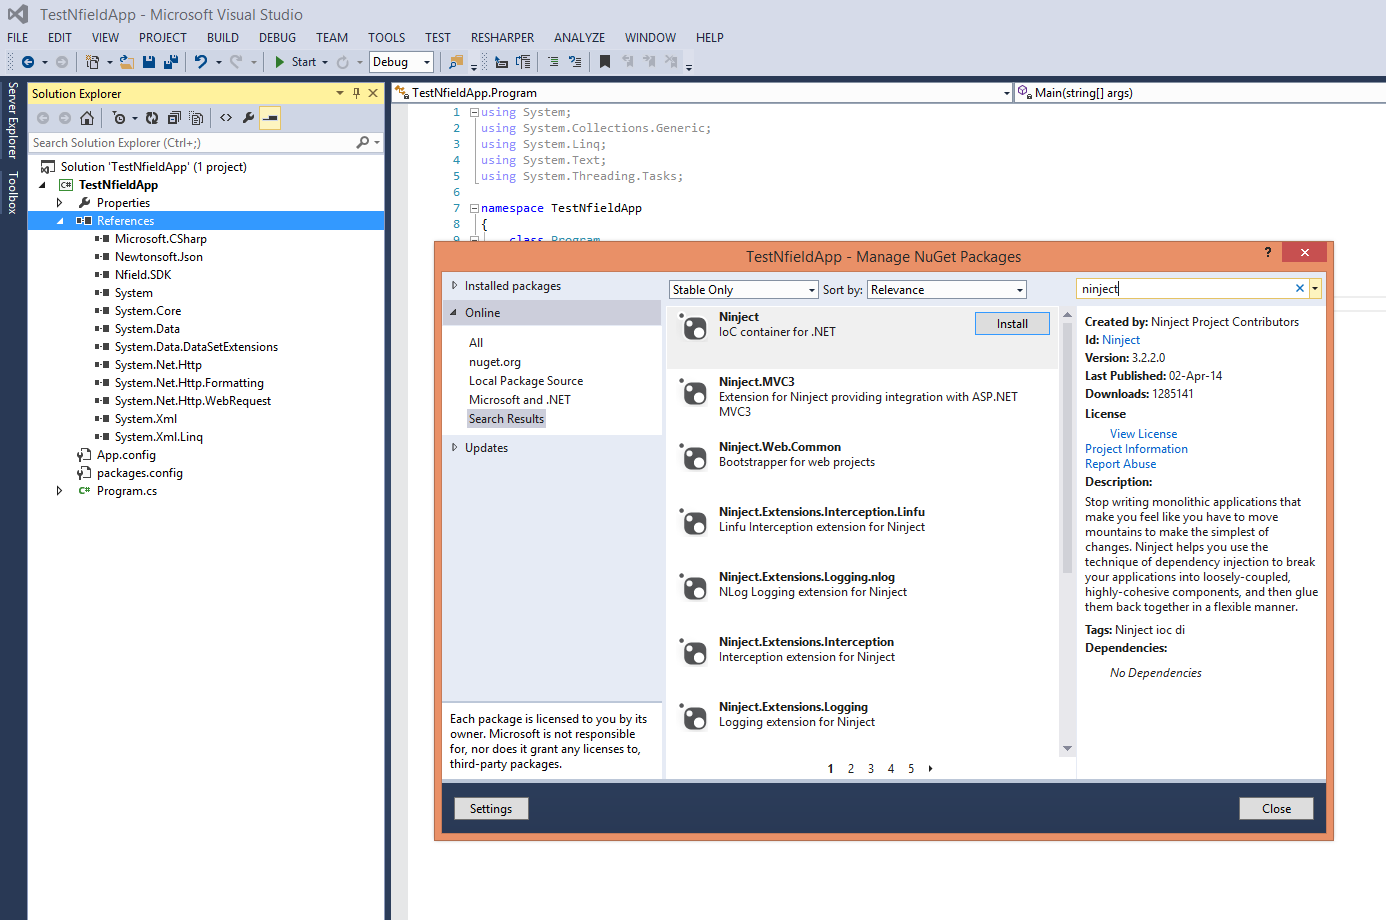 TestNfieldApp - Microsoft Visual Studio
FILE EDIT VIEW PROJECT BUILD DEBUG TEAM TOOLS TEST RESHARPER ANALYZE WINDOW HELP
Start Debug
Server Explorer
Toolbox
Solution Explorer
Search Solution Explorer (Ctrl+;)
Solution 'TestNfieldApp' (1 project)
C# TestNfieldApp
Properties
References
Microsoft.CSharp
Newtonsoft.Json
Nfield.SDK
System
System.Core
System.Data
System.Data.DataSetExtensions
System.Net.Http
System.Net.Http.Formatting
System.Net.Http.WebRequest
System.Xml
System.Xml.Linq
App.config
packages.config
C# Program.cs
TestNfieldApp.Program
Main(string[] args)
1 using System;
2 using System.Collections.Generic;
3 using System.Linq;
4 using System.Text;
5 using System.Threading.Tasks;
6
7 namespace TestNfieldApp
8 {
9 class Program
TestNfieldApp - Manage NuGet Packages
? ×
Installed packages
Online
All
nuget.org
Local Package Source
Microsoft and .NET
Search Results
Updates
Each package is licensed to you by its
owner. Microsoft is not responsible
for, nor does it grant any licenses to,
third-party packages.
Stable Only Sort by: Relevance
Ninject
IoC container for .NET
Install
Ninject.MVC3
Extension for Ninject providing integration with ASP.NET
MVC3
Ninject.Web.Common
Bootstrapper for web projects
Ninject.Extensions.Interception.Linfu
Linfu Interception extension for Ninject
Ninject.Extensions.Logging.nlog
NLog Logging extension for Ninject
Ninject.Extensions.Interception
Interception extension for Ninject
Ninject.Extensions.Logging
Logging extension for Ninject
1 2 3 4 5
ninject
Created by: Ninject Project Contributors
Id: Ninject
Version: 3.2.2.0
Last Published: 02-Apr-14
Downloads: 1285141
License
View License
Project Information
Report Abuse
Description:
Stop writing monolithic applications that
make you feel like you have to move
mountains to make the simplest of
changes. Ninject helps you use the
technique of dependency injection to break
your applications into loosely-coupled,
highly-cohesive components, and then glue
them back together in a flexible manner.
Tags: Ninject ioc di
Dependencies:
No Dependencies
Settings
Close